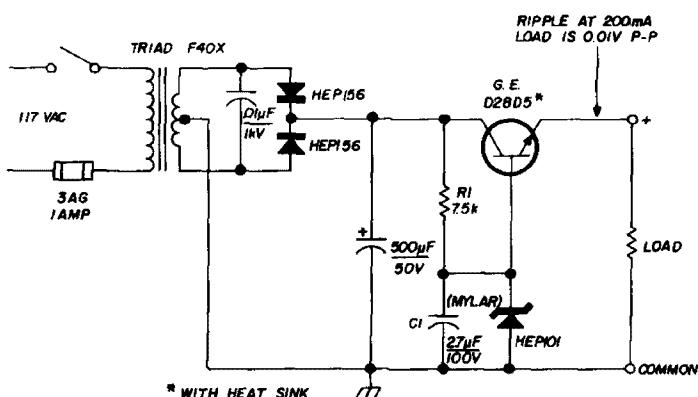 RIPPLE AT 200mA
LOAD IS 0.01V P-P
TRIAD F40X
G.E.
D28D5*
HEP156
.01µF
1kV
117 VAC
HEP156
+
R1
7.5k
3AG
1AMP
+
500µF
50V
LOAD
(MYLAR)
C1
27µF
100V
HEP101
COMMON
* WITH HEAT SINK